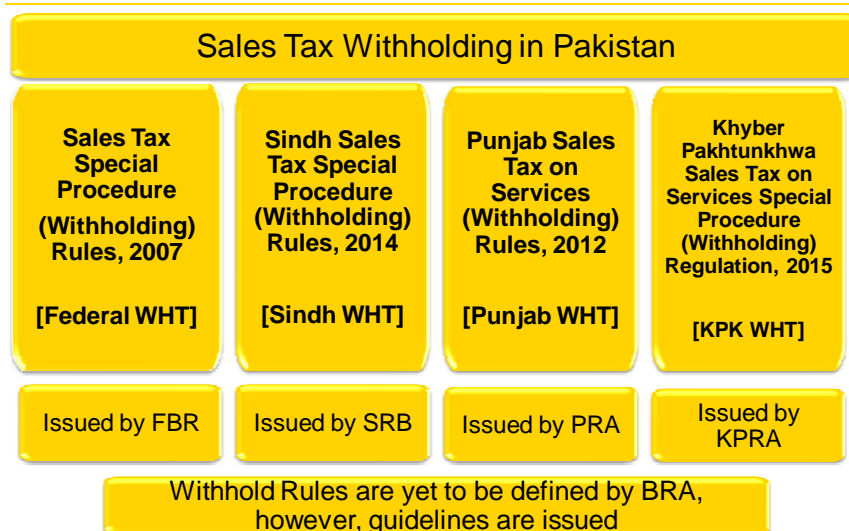 Sales Tax Withholding in Pakistan
Sales Tax
Special
Procedure
(Withholding)
Rules, 2007
[Federal WHT]
Sindh Sales
Tax Special
Procedure
(Withholding)
Rules, 2014
[Sindh WHT]
Punjab Sales
Tax on
Services
(Withholding)
Rules, 2012
[Punjab WHT]
Khyber
Pakhtunkhwa
Sales Tax on
Services Special
Procedure
(Withholding)
Regulation, 2015
[KPK WHT]
Issued by FBR
Issued by SRB
Issued by PRA
Issued by
KPRA
Withhold Rules are yet to be defined by BRA,
however, guidelines are issued